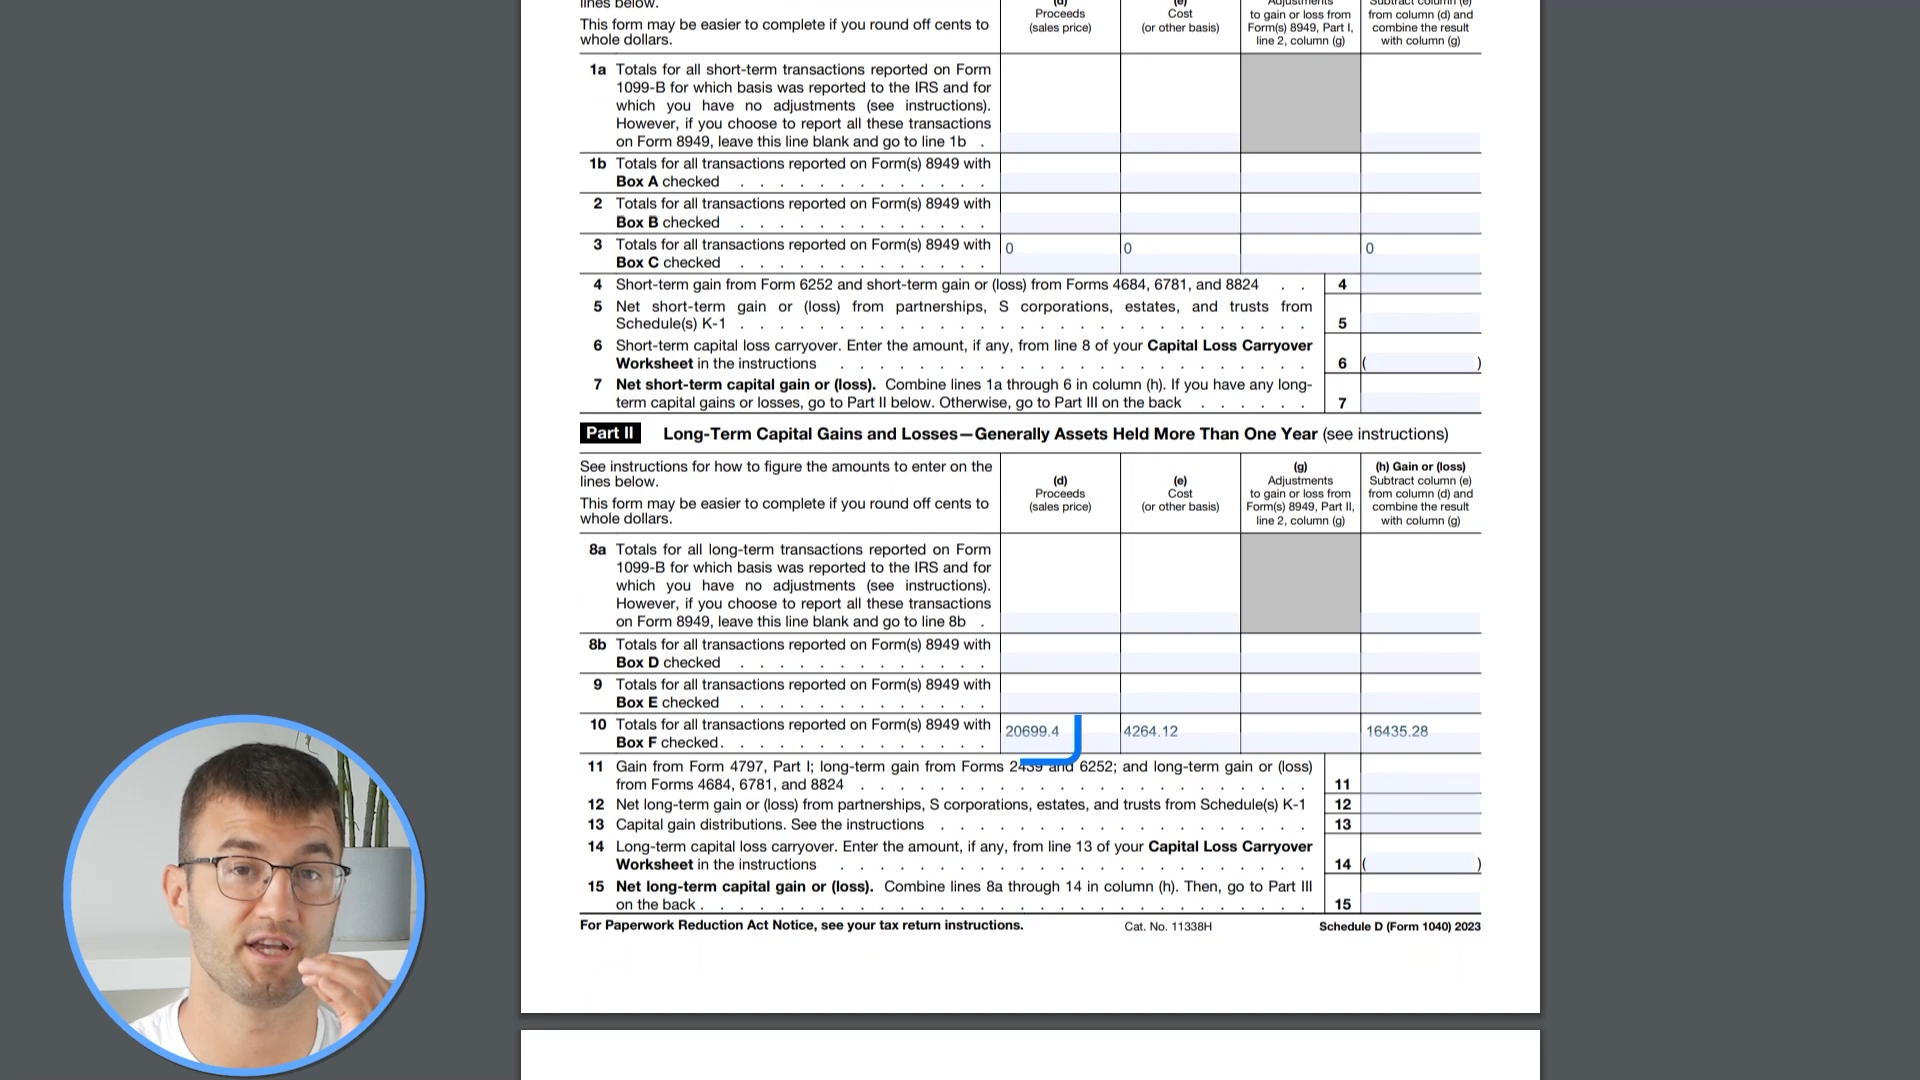 lines below.
This form may be easier to complete if you round off cents to
whole dollars.
(d)
Proceeds
(sales price)
(e)
Cost
(or other basis)
Adjustments
to gain or loss from
Form(s) 8949, Part I,
line 2, column (g)
Subtract column (e)
from column (d) and
combine the result
with column (g)
1a Totals for all short-term transactions reported on Form
1099-B for which basis was reported to the IRS and for
which you have no adjustments (see instructions).
However, if you choose to report all these transactions
on Form 8949, leave this line blank and go to line 1b .
1b Totals for all transactions reported on Form(s) 8949 with
Box A checked . . . . . . . . . . . . .
2 Totals for all transactions reported on Form(s) 8949 with
Box B checked . . . . . . . . . . . . .
3 Totals for all transactions reported on Form(s) 8949 with
Box C checked . . . . . . . . . . . . .
0 0 0
4 Short-term gain from Form 6252 and short-term gain or (loss) from Forms 4684, 6781, and 8824 . . 4
5 Net short-term gain or (loss) from partnerships, S corporations, estates, and trusts from
Schedule(s) K-1 . . . . . . . . . . . . . . . . . . . . . . . . . . . . . 5
6 Short-term capital loss carryover. Enter the amount, if any, from line 8 of your Capital Loss Carryover
Worksheet in the instructions . . . . . . . . . . . . . . . . . . . . . . . . 6 ( )
7 Net short-term capital gain or (loss). Combine lines 1a through 6 in column (h). If you have any long-
term capital gains or losses, go to Part II below. Otherwise, go to Part III on the back . . . . . . 7
Part II Long-Term Capital Gains and Losses—Generally Assets Held More Than One Year (see instructions)
See instructions for how to figure the amounts to enter on the
lines below.
This form may be easier to complete if you round off cents to
whole dollars.
(d)
Proceeds
(sales price)
(e)
Cost
(or other basis)
(g)
Adjustments
to gain or loss from
Form(s) 8949, Part II,
line 2, column (g)
(h) Gain or (loss)
Subtract column (e)
from column (d) and
combine the result
with column (g)
8a Totals for all long-term transactions reported on Form
1099-B for which basis was reported to the IRS and for
which you have no adjustments (see instructions).
However, if you choose to report all these transactions
on Form 8949, leave this line blank and go to line 8b .
8b Totals for all transactions reported on Form(s) 8949 with
Box D checked . . . . . . . . . . . . .
9 Totals for all transactions reported on Form(s) 8949 with
Box E checked . . . . . . . . . . . . .
10 Totals for all transactions reported on Form(s) 8949 with
Box F checked. . . . . . . . . . . . . .
20699.4 4264.12 16435.28
11 Gain from Form 4797, Part I; long-term gain from Forms 2439 and 6252; and long-term gain or (loss)
from Forms 4684, 6781, and 8824 . . . . . . . . . . . . . . . . . . . . . . . 11
12 Net long-term gain or (loss) from partnerships, S corporations, estates, and trusts from Schedule(s) K-1 12
13 Capital gain distributions. See the instructions . . . . . . . . . . . . . . . . . . . 13
14 Long-term capital loss carryover. Enter the amount, if any, from line 13 of your Capital Loss Carryover
Worksheet in the instructions . . . . . . . . . . . . . . . . . . . . . . . . 14 ( )
15 Net long-term capital gain or (loss). Combine lines 8a through 14 in column (h). Then, go to Part III
on the back . . . . . . . . . . . . . . . . . . . . . . . . . . . . . . . 15
For Paperwork Reduction Act Notice, see your tax return instructions. Cat. No. 11338H Schedule D (Form 1040) 2023